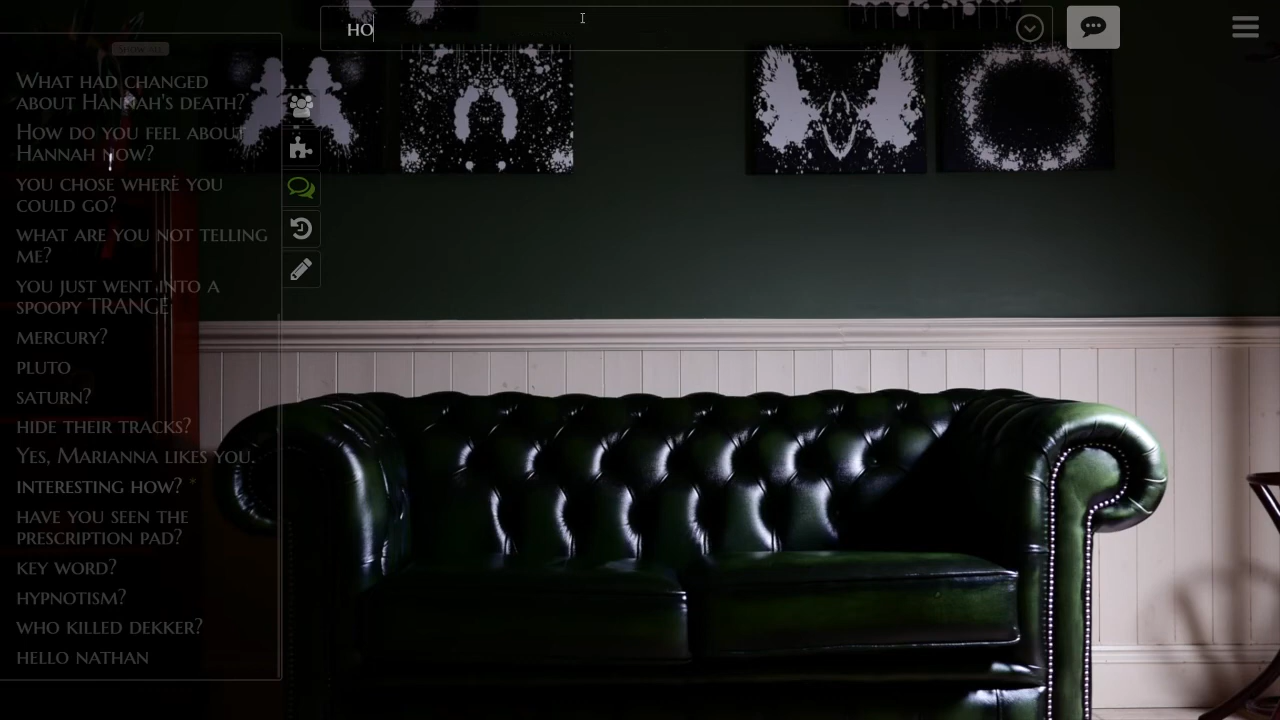 HO
SHOW ALL
What had changed
about Hannah's death?
How do you feel about
Hannah now?
you chose where you
could go?
what are you not telling
me?
you just went into a
spoopy TRANCE
mercury?
pluto
saturn?
hide their tracks?
Yes, Marianna likes you.
interesting how?
have you seen the
prescription pad?
key word?
hypnotism?
who killed dekker?
hello nathan